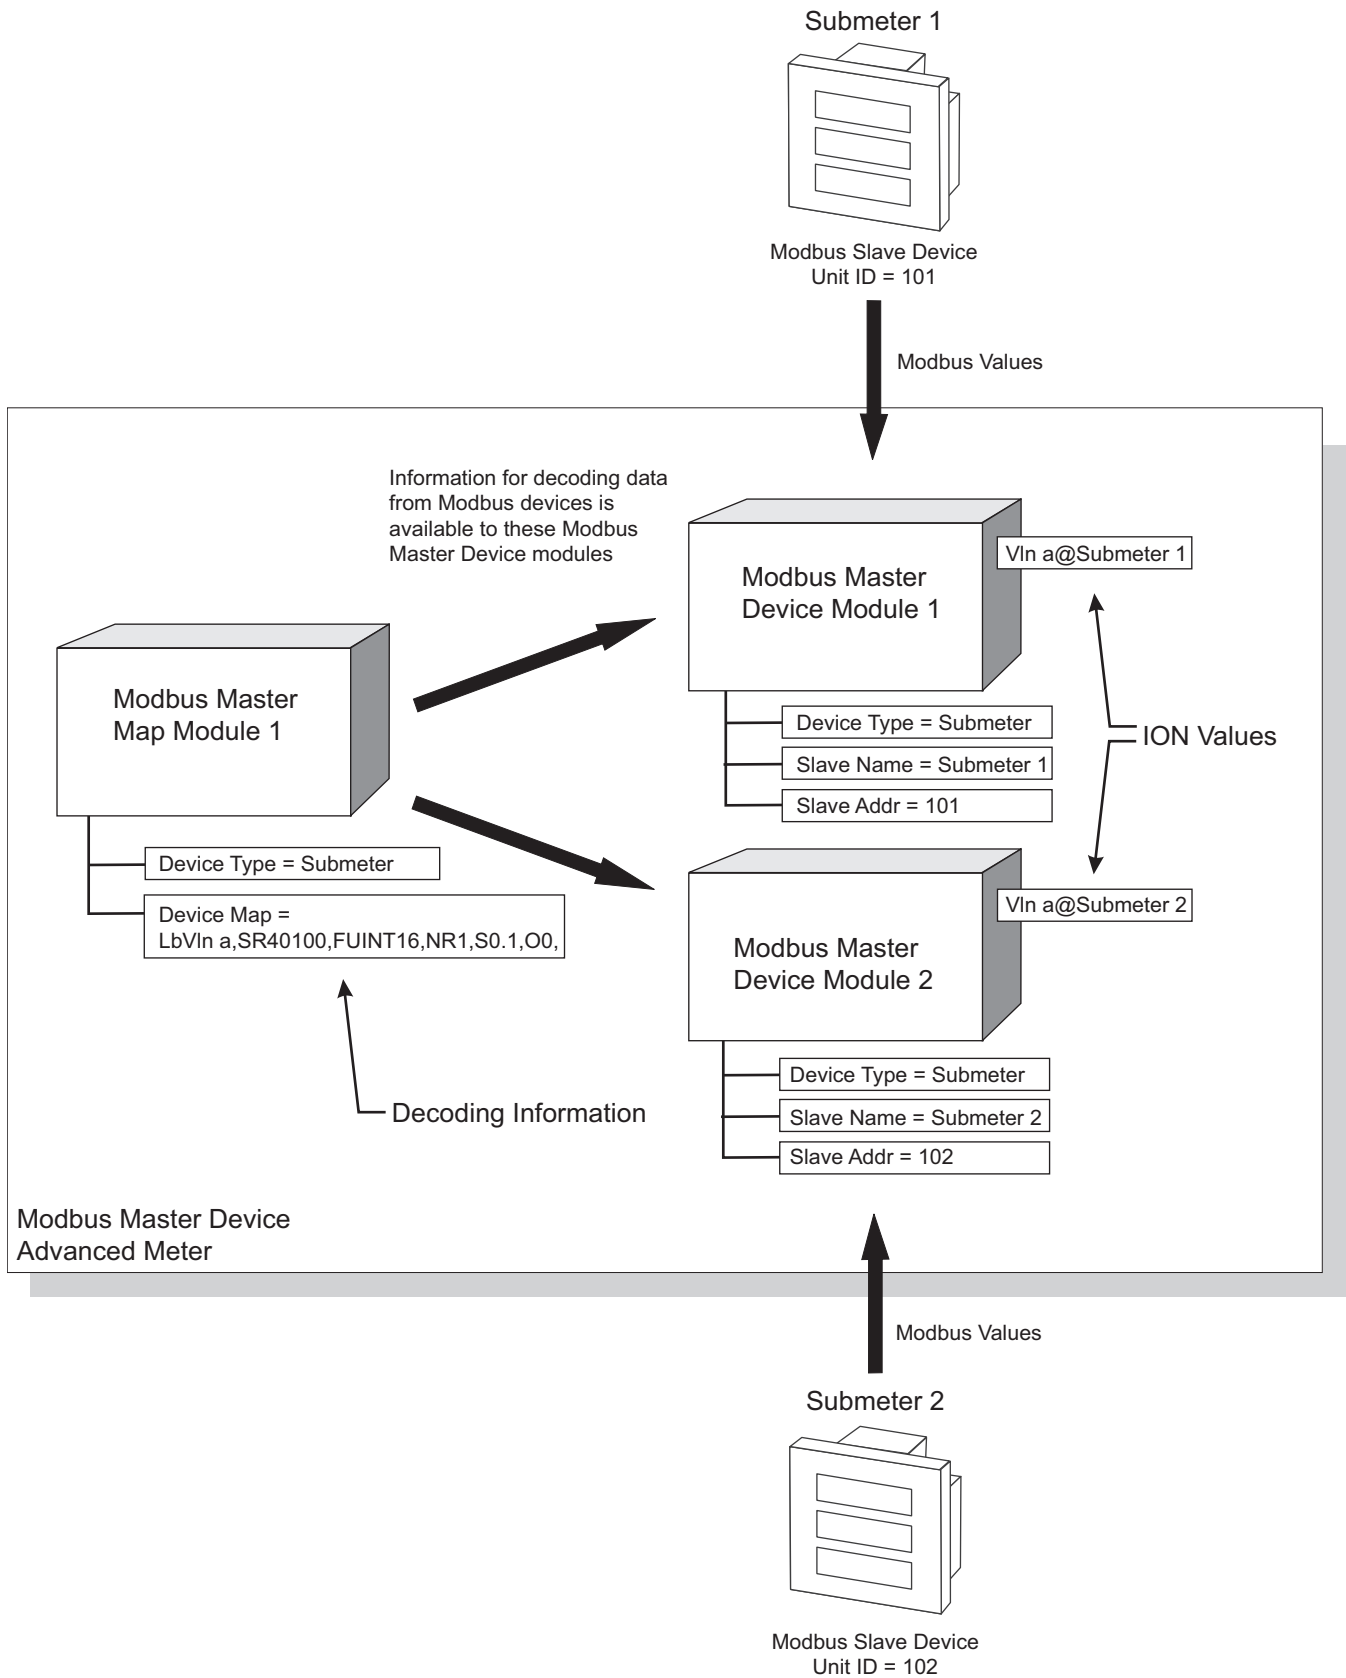 Submeter 1
Modbus Slave Device
Unit ID = 101
Modbus Values
Information for decoding data
from Modbus devices is
available to these Modbus
Master Device modules
Modbus Master
Device Module 1
Vln a@Submeter 1
Device Type = Submeter
Slave Name = Submeter 1
Slave Addr = 101
ION Values
Modbus Master
Map Module 1
Device Type = Submeter
Device Map =
LbVln a,SR40100,FUINT16,NR1,S0.1,O0,
Decoding Information
Modbus Master
Device Module 2
Vln a@Submeter 2
Device Type = Submeter
Slave Name = Submeter 2
Slave Addr = 102
Modbus Master Device
Advanced Meter
Modbus Values
Submeter 2
Modbus Slave Device
Unit ID = 102